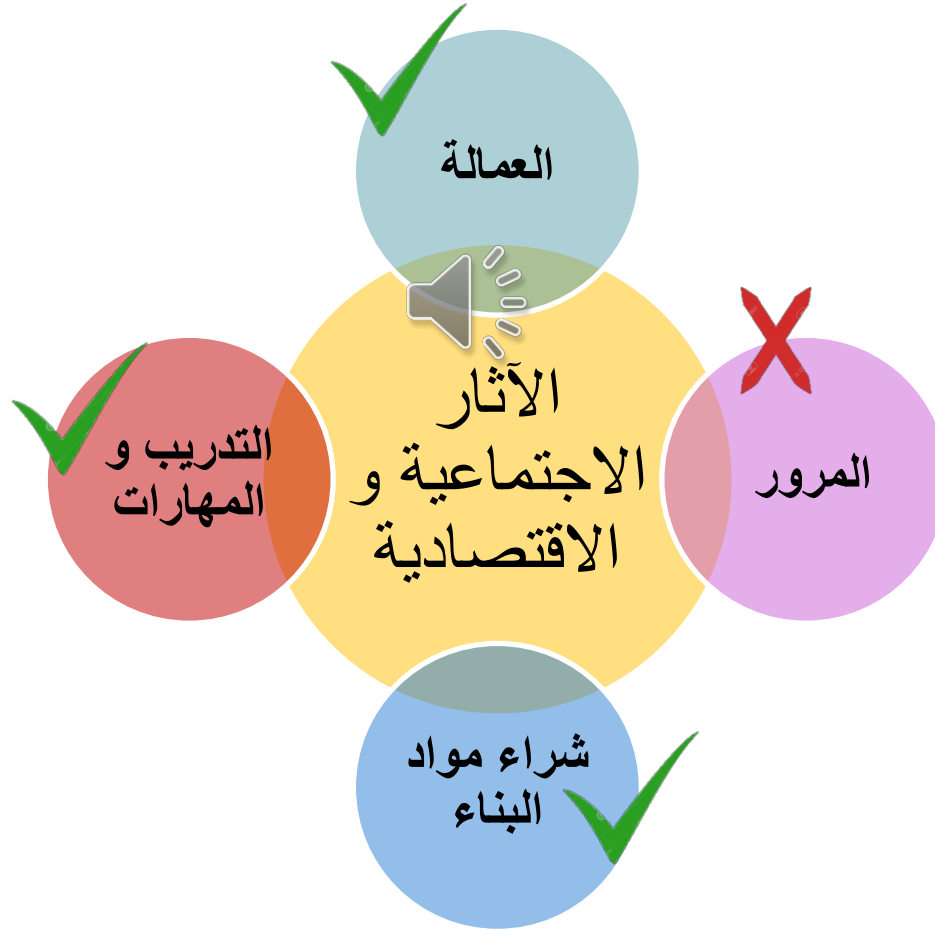 العمالة
الآثار
الاجتماعية و
الاقتصادية
المرور
التدريب و
المهارات
شراء مواد
البناء